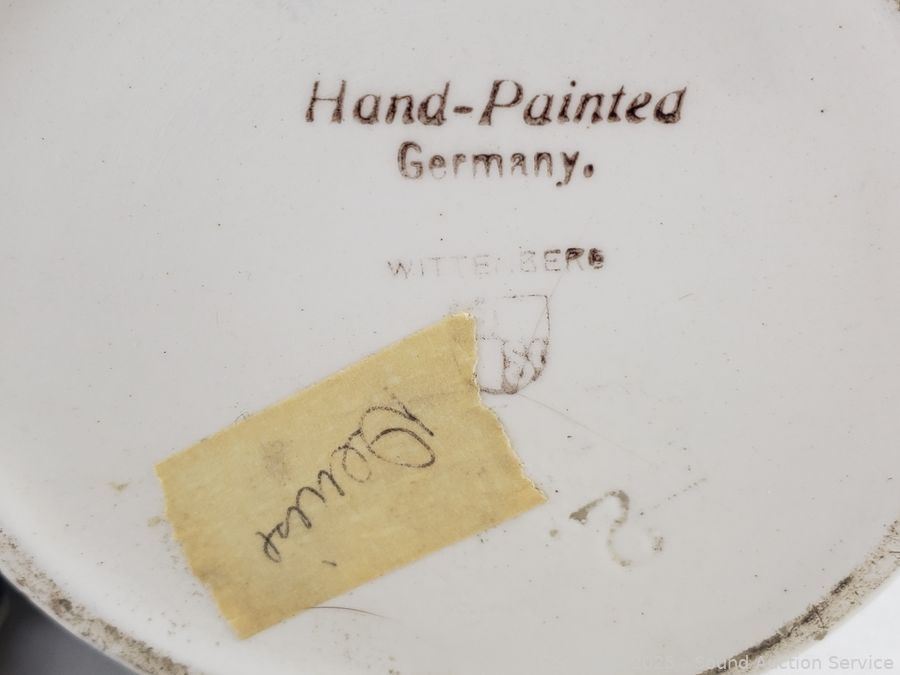 Hand-Painted
Germany.
WITTENBERG
2025 - Sound Auction Service